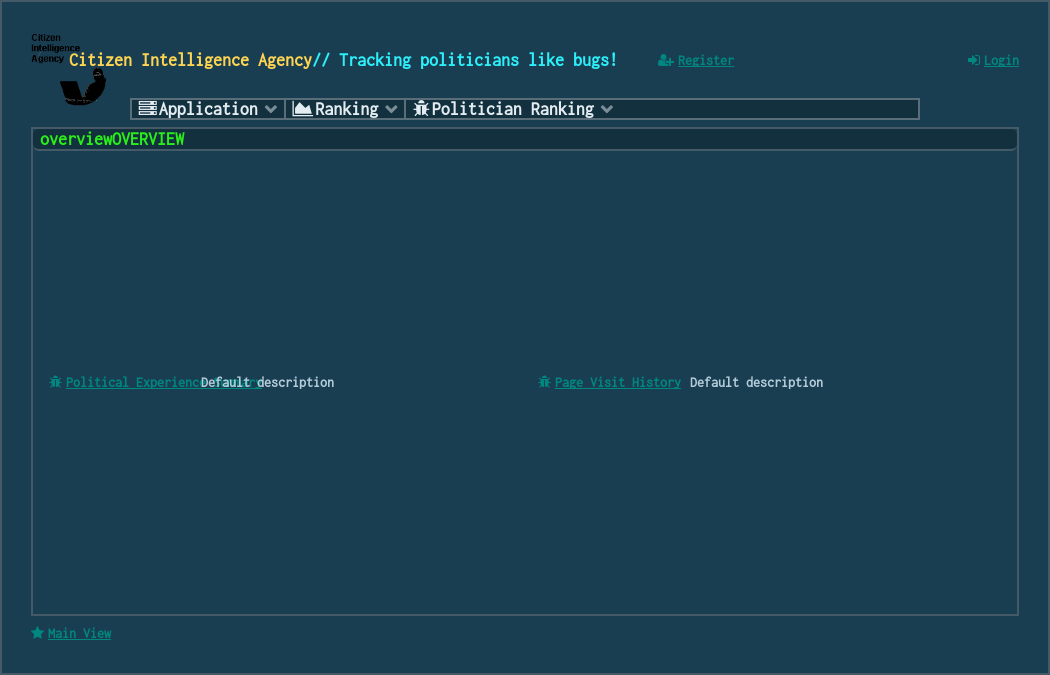 Citizen
Intelligence
Agency
Citizen Intelligence Agency// Tracking politicians like bugs!
Register
Login
Application
Ranking
Politician Ranking
overviewOVERVIEW
Political Experience
Default description
Page Visit History
Default description
Main View